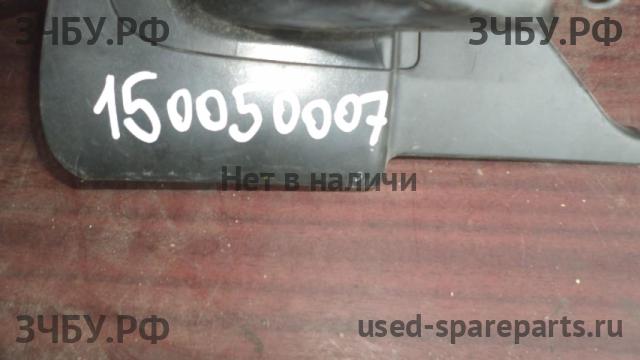 ЗЧБУ.РФ ЗЧБУ.РФ
150050007
Нет в наличи
ЗЧБУ.РФ used-spareparts.ru